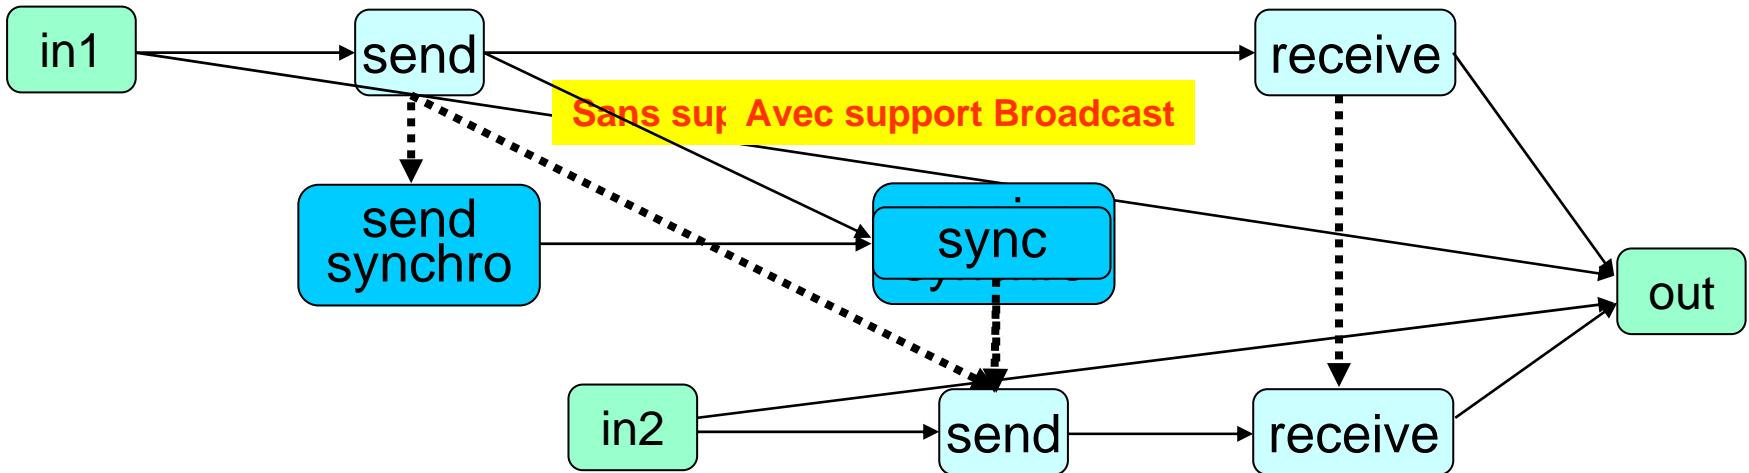 in1
send
receive
Sans sup
Avec support Broadcast
send
synchro
sync
out
in2
send
receive